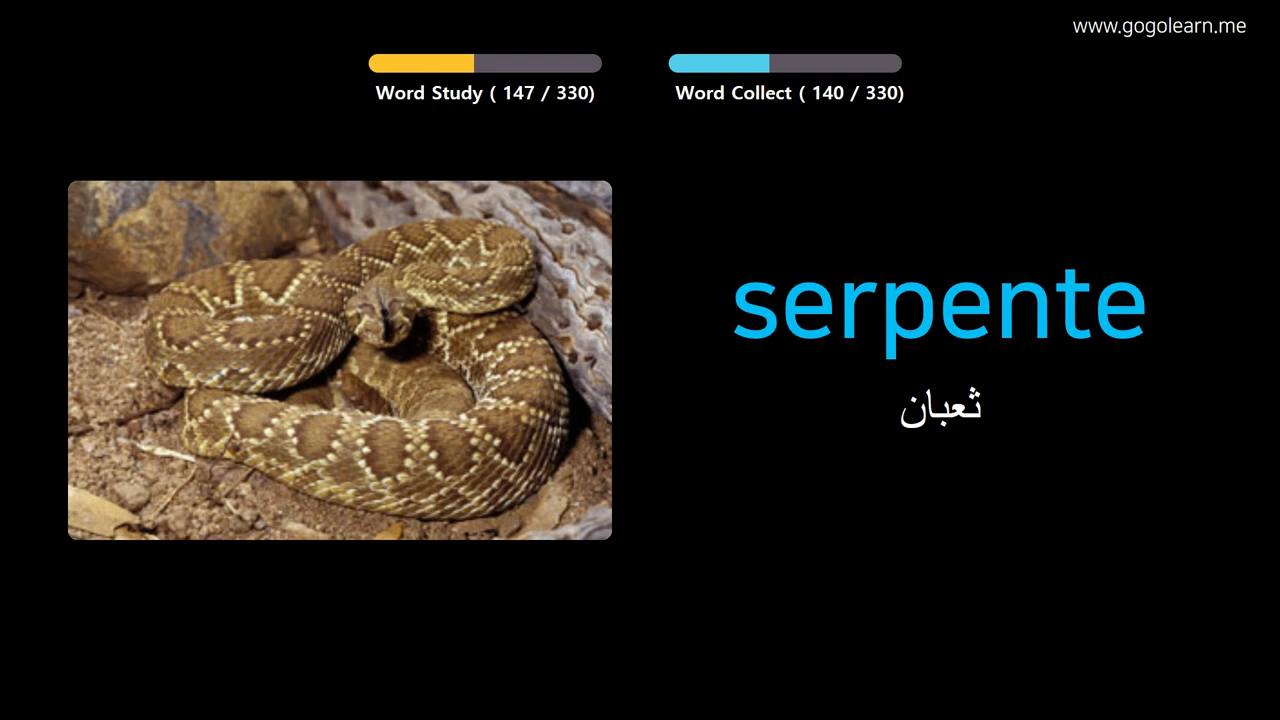 www.gogolearn.me
Word Study ( 147 / 330)
Word Collect ( 140 / 330)
serpente
ثعبان